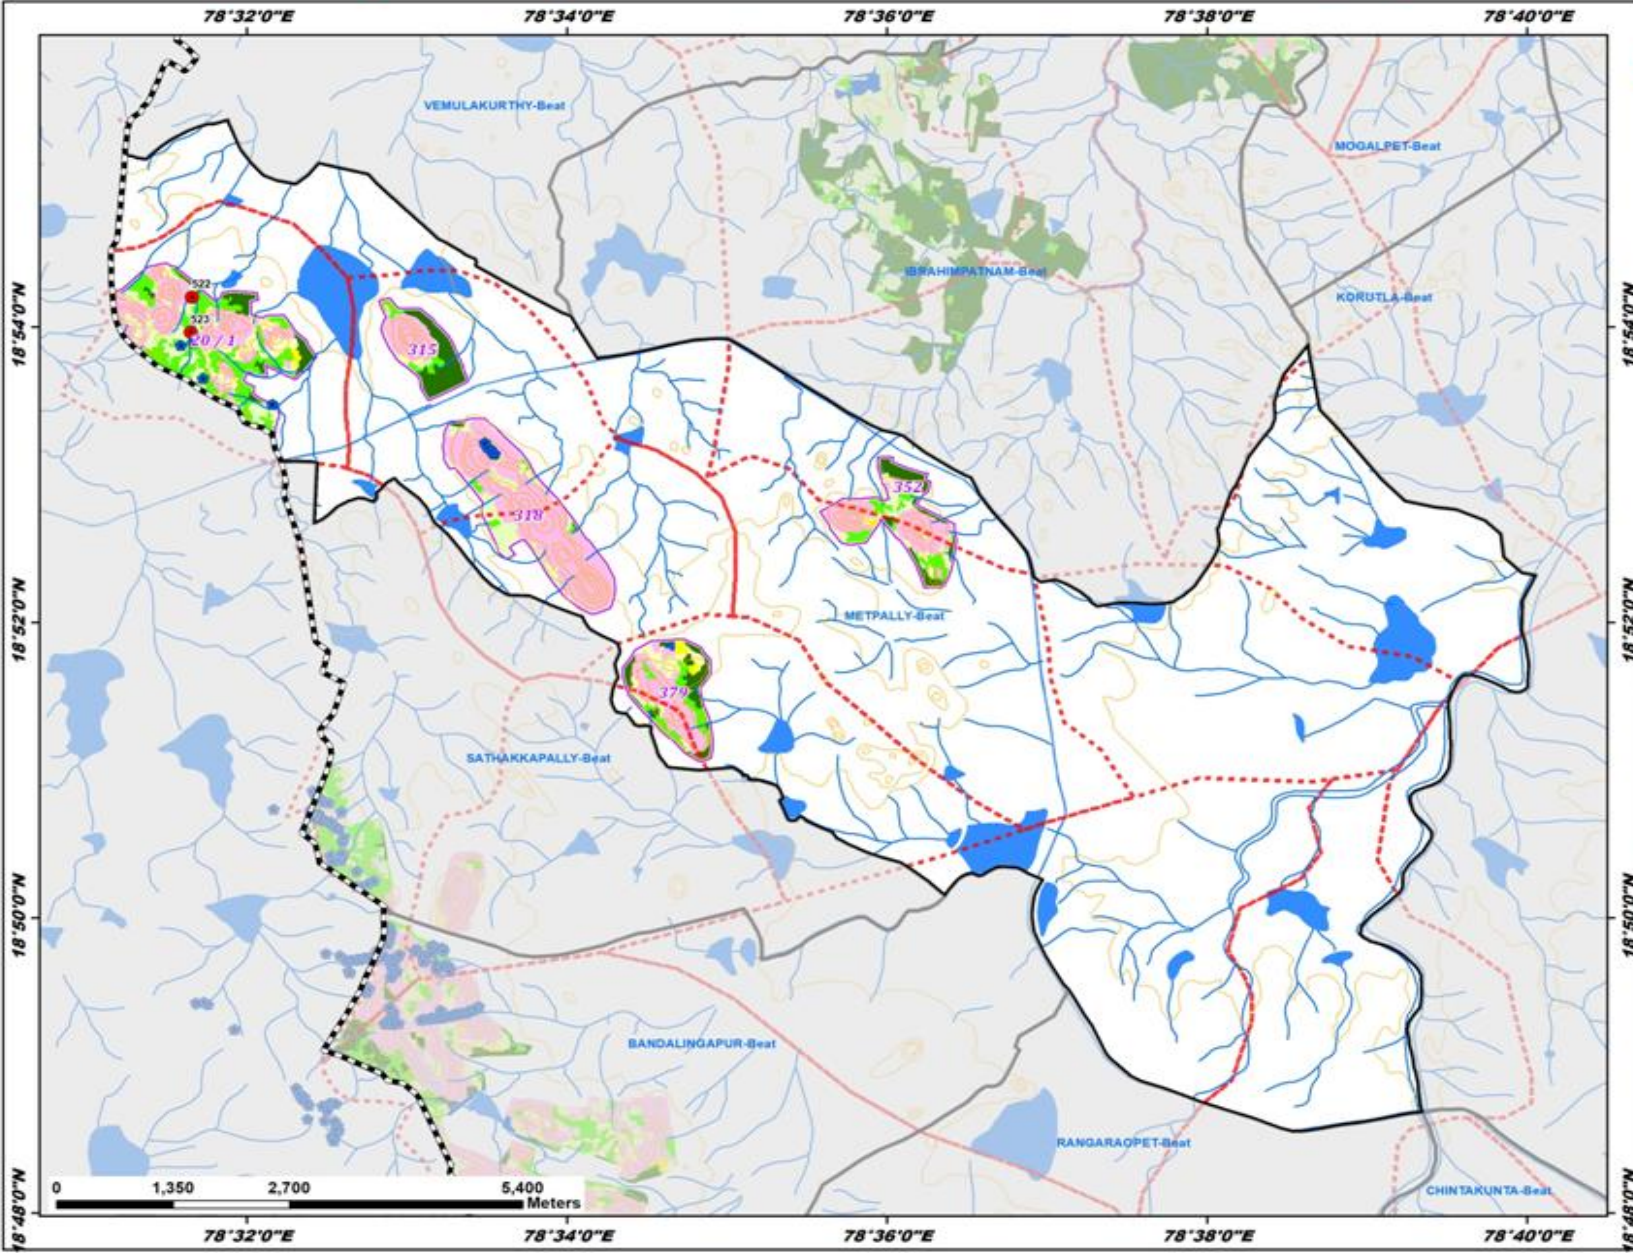 78°32'0"E 78°34'0"E 78°36'0"E 78°38'0"E 78°40'0"E
VEMULAKURTHY-Beat
MOGALPET-Beat
IBRAHIMPATNAM-Beat
KORUTLA-Beat
18°54'0"N
18°54'0"N
522
523
20 / 1
315
352
318
METPALLY-Beat
18°52'0"N
18°52'0"N
379
SATHAKKAPALLY-Beat
18°50'0"N
18°50'0"N
BANDALINGAPUR-Beat
RANGARAOPET-Beat
CHINTAKUNTA-Beat
18°48'0"N
18°48'0"N
0 1,350 2,700 5,400
Meters
78°32'0"E 78°34'0"E 78°36'0"E 78°38'0"E 78°40'0"E